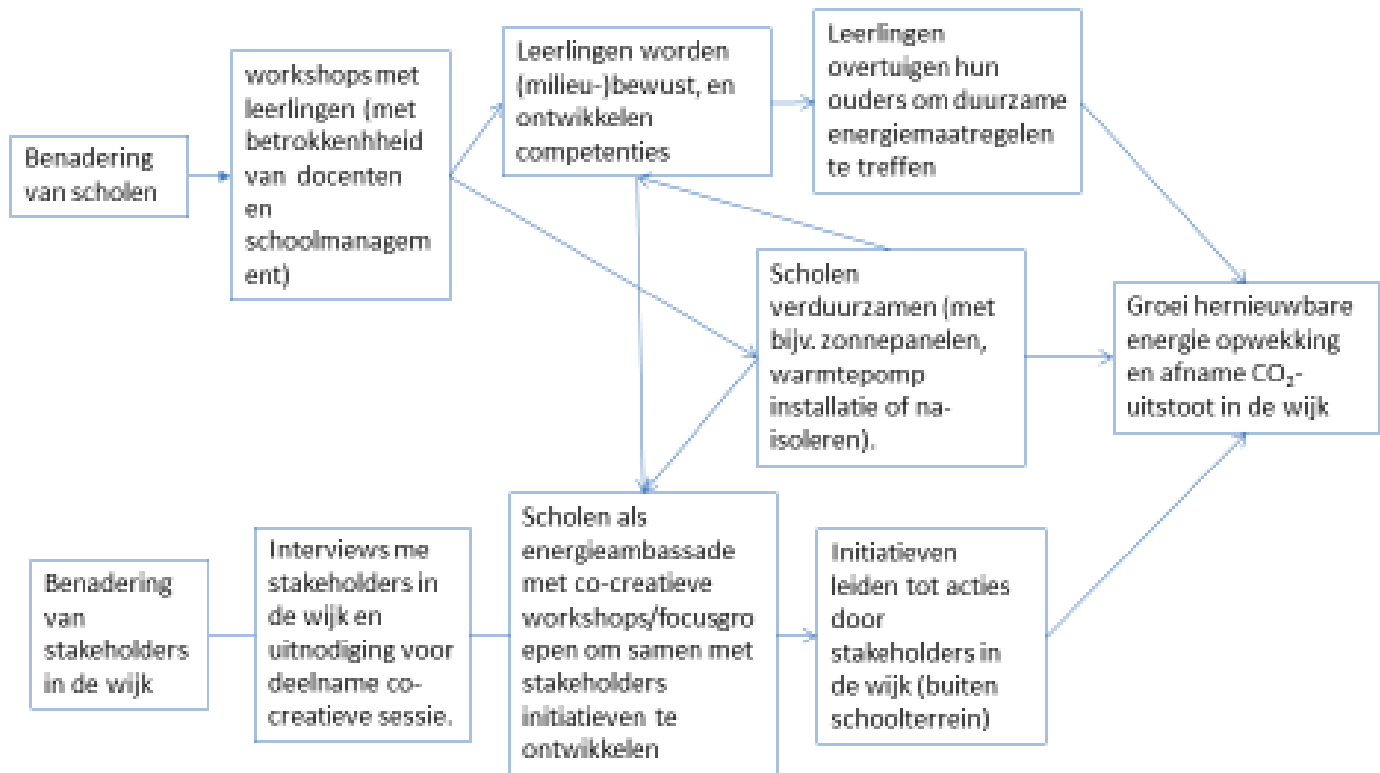 Benadering
van scholen
workshops met
leerlingen (met
betrokkenhheid
van docenten
en
schoolmanagem
ent)
Leerlingen worden
(milieu-)bewust, en
ontwikkelen
competenties
Leerlingen
overtuigen hun
ouders om duurzame
energiemaatregelen
te treffen
Scholen
verduurzamen (met
bijv. zonnepanelen,
warmtepomp
installatie of na-
isoleren).
Groei hernieuwbare
energie opwekking
en afname CO₂-
uitstoot in de wijk
Benadering
van
stakeholders
in de wijk
Interviews me
stakeholders in
de wijk en
uitnodiging voor
deelname co-
creatieve sessie.
Scholen als
energieambassade
met co-creatieve
workshops/focusgro
epen om samen met
stakeholders
initiatieven te
ontwikkelen
Initiatieven
leiden tot acties
door
stakeholders in
de wijk (buiten
schoolterrein)